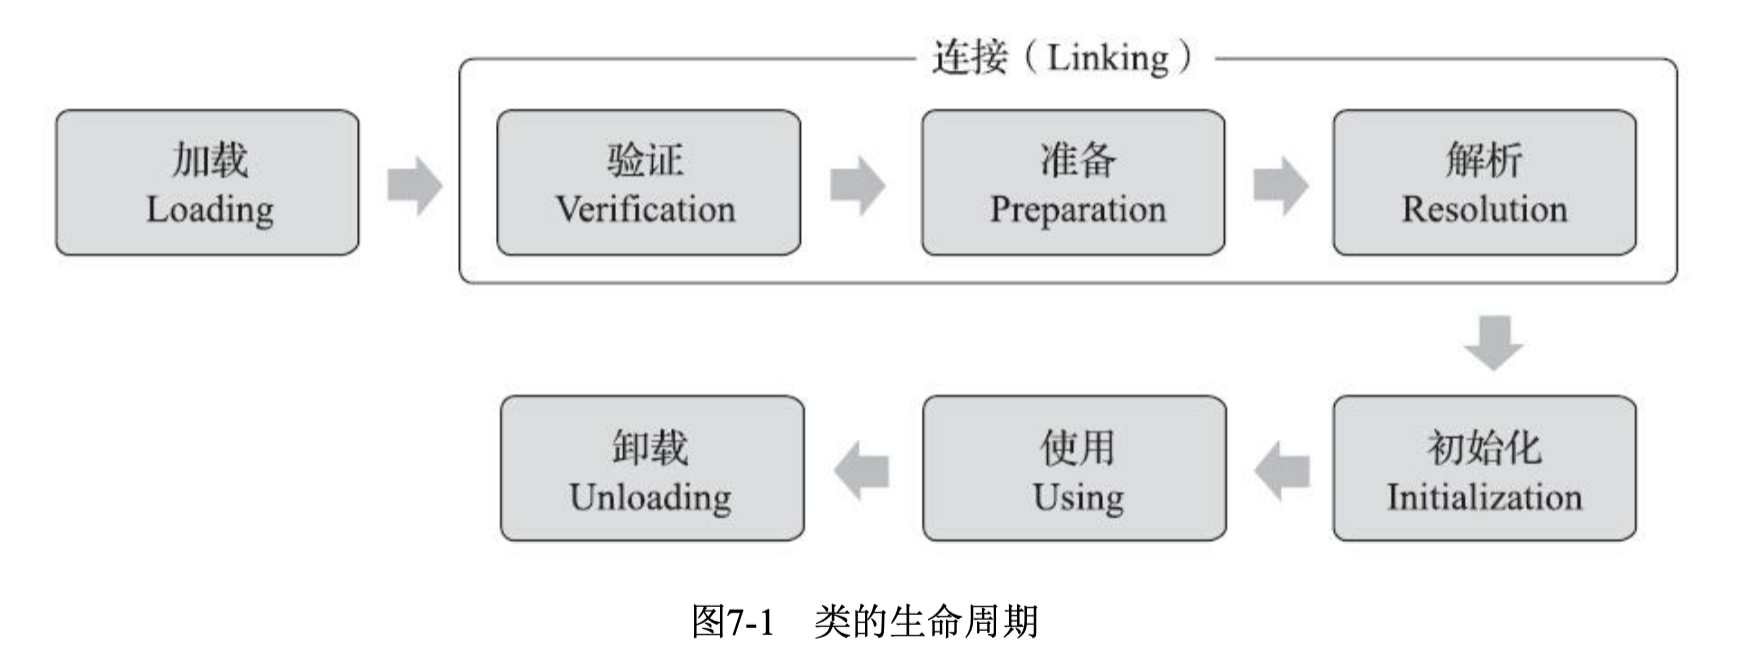 连接（Linking）
加载
Loading
验证
Verification
准备
Preparation
解析
Resolution
初始化
Initialization
使用
Using
卸载
Unloading
图7-1 类的生命周期